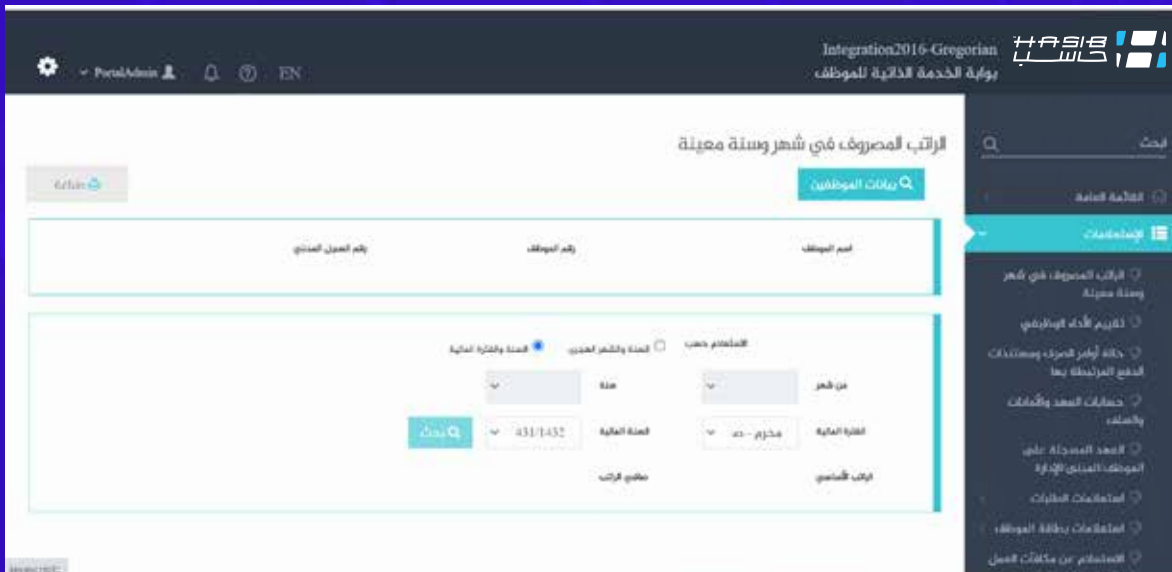 HASIB
حاسب
Integration2016-Gregorian
بوابة الخدمة الذاتية للموظف
EN
PortalAdmin
ابحث
القائمة العامة
الإستعلامات
الراتب المصروف في شهر
وسنة معينة
تقييم الأداء الوظيفي
حالة أوامر الصرف ومستندات
الدفع المرتبطة بها
حسابات العهد والأمانات
والسلف
العهد المسجلة على
الموظف/المبنى/الإدارة
استعلامات الطلبات
استعلامات بطاقة الموظف
الاستعلام عن مكافآت العمل
الراتب المصروف في شهر وسنة معينة
بيانات الموظفين
طباعة
اسم الموظف
رقم الموظف
رقم السجل المدني
الاستعلام حسب
السنة والشهر الهجري
السنة والفترة المالية
من شهر
سنة
الفترة المالية
محرم - صـ
السنة المالية
431/1432
بحث
الراتب الأساسي
صافي الراتب